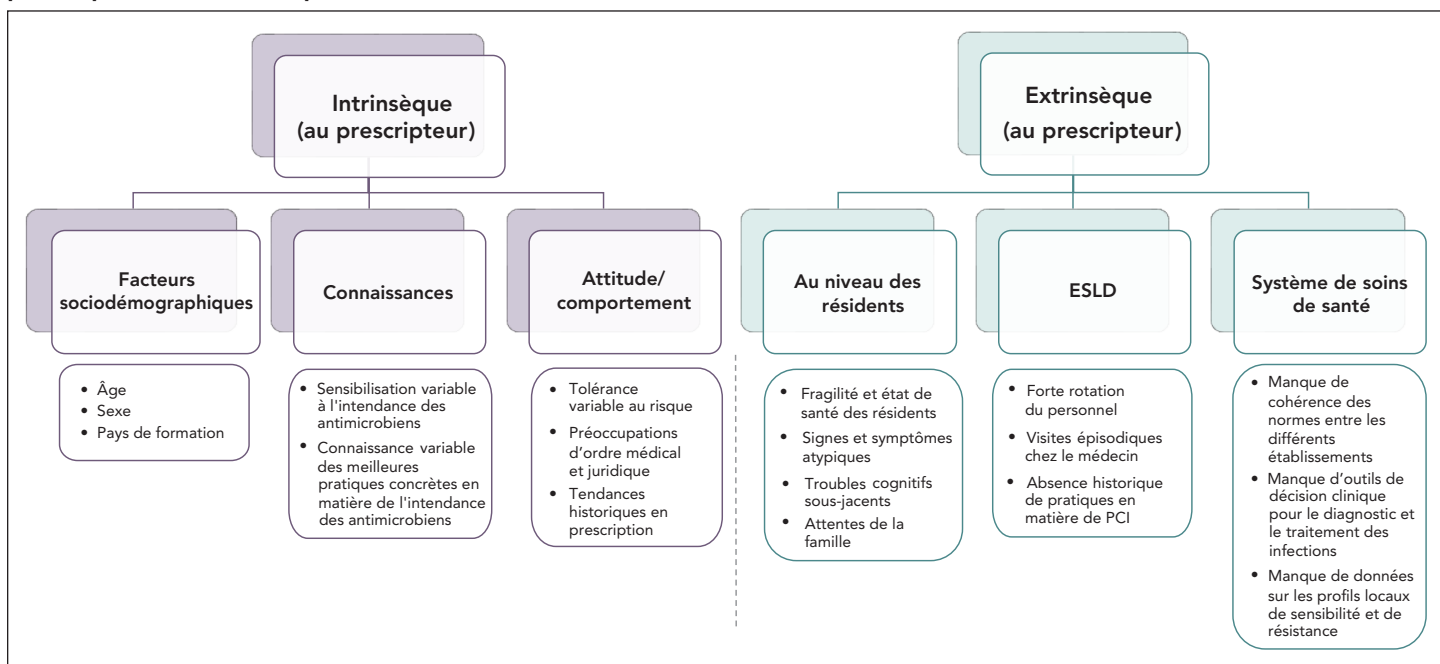 Intrinsèque
(au prescripteur)
Extrinsèque
(au prescripteur)
Facteurs
sociodémographiques
Connaissances
Attitude/
comportement
Au niveau des
résidents
ESLD
Système de soins
de santé
• Âge
• Sexe
• Pays de formation
• Sensibilisation variable
à l'intendance des
antimicrobiens
• Connaissance variable
des meilleures
pratiques concrètes en
matière de l'intendance
des antimicrobiens
• Tolérance
variable au risque
• Préoccupations
d'ordre médical
et juridique
• Tendances
historiques en
prescription
• Fragilité et état de
santé des résidents
• Signes et symptômes
atypiques
• Troubles cognitifs
sous-jacents
• Attentes de la
famille
• Forte rotation
du personnel
• Visites épisodiques
chez le médecin
• Absence historique
de pratiques en
matière de PCI
• Manque de
cohérence des
normes entre les
différents
établissements
• Manque d'outils de
décision clinique
pour le diagnostic et
le traitement des
infections
• Manque de données
sur les profils locaux
de sensibilité et de
résistance